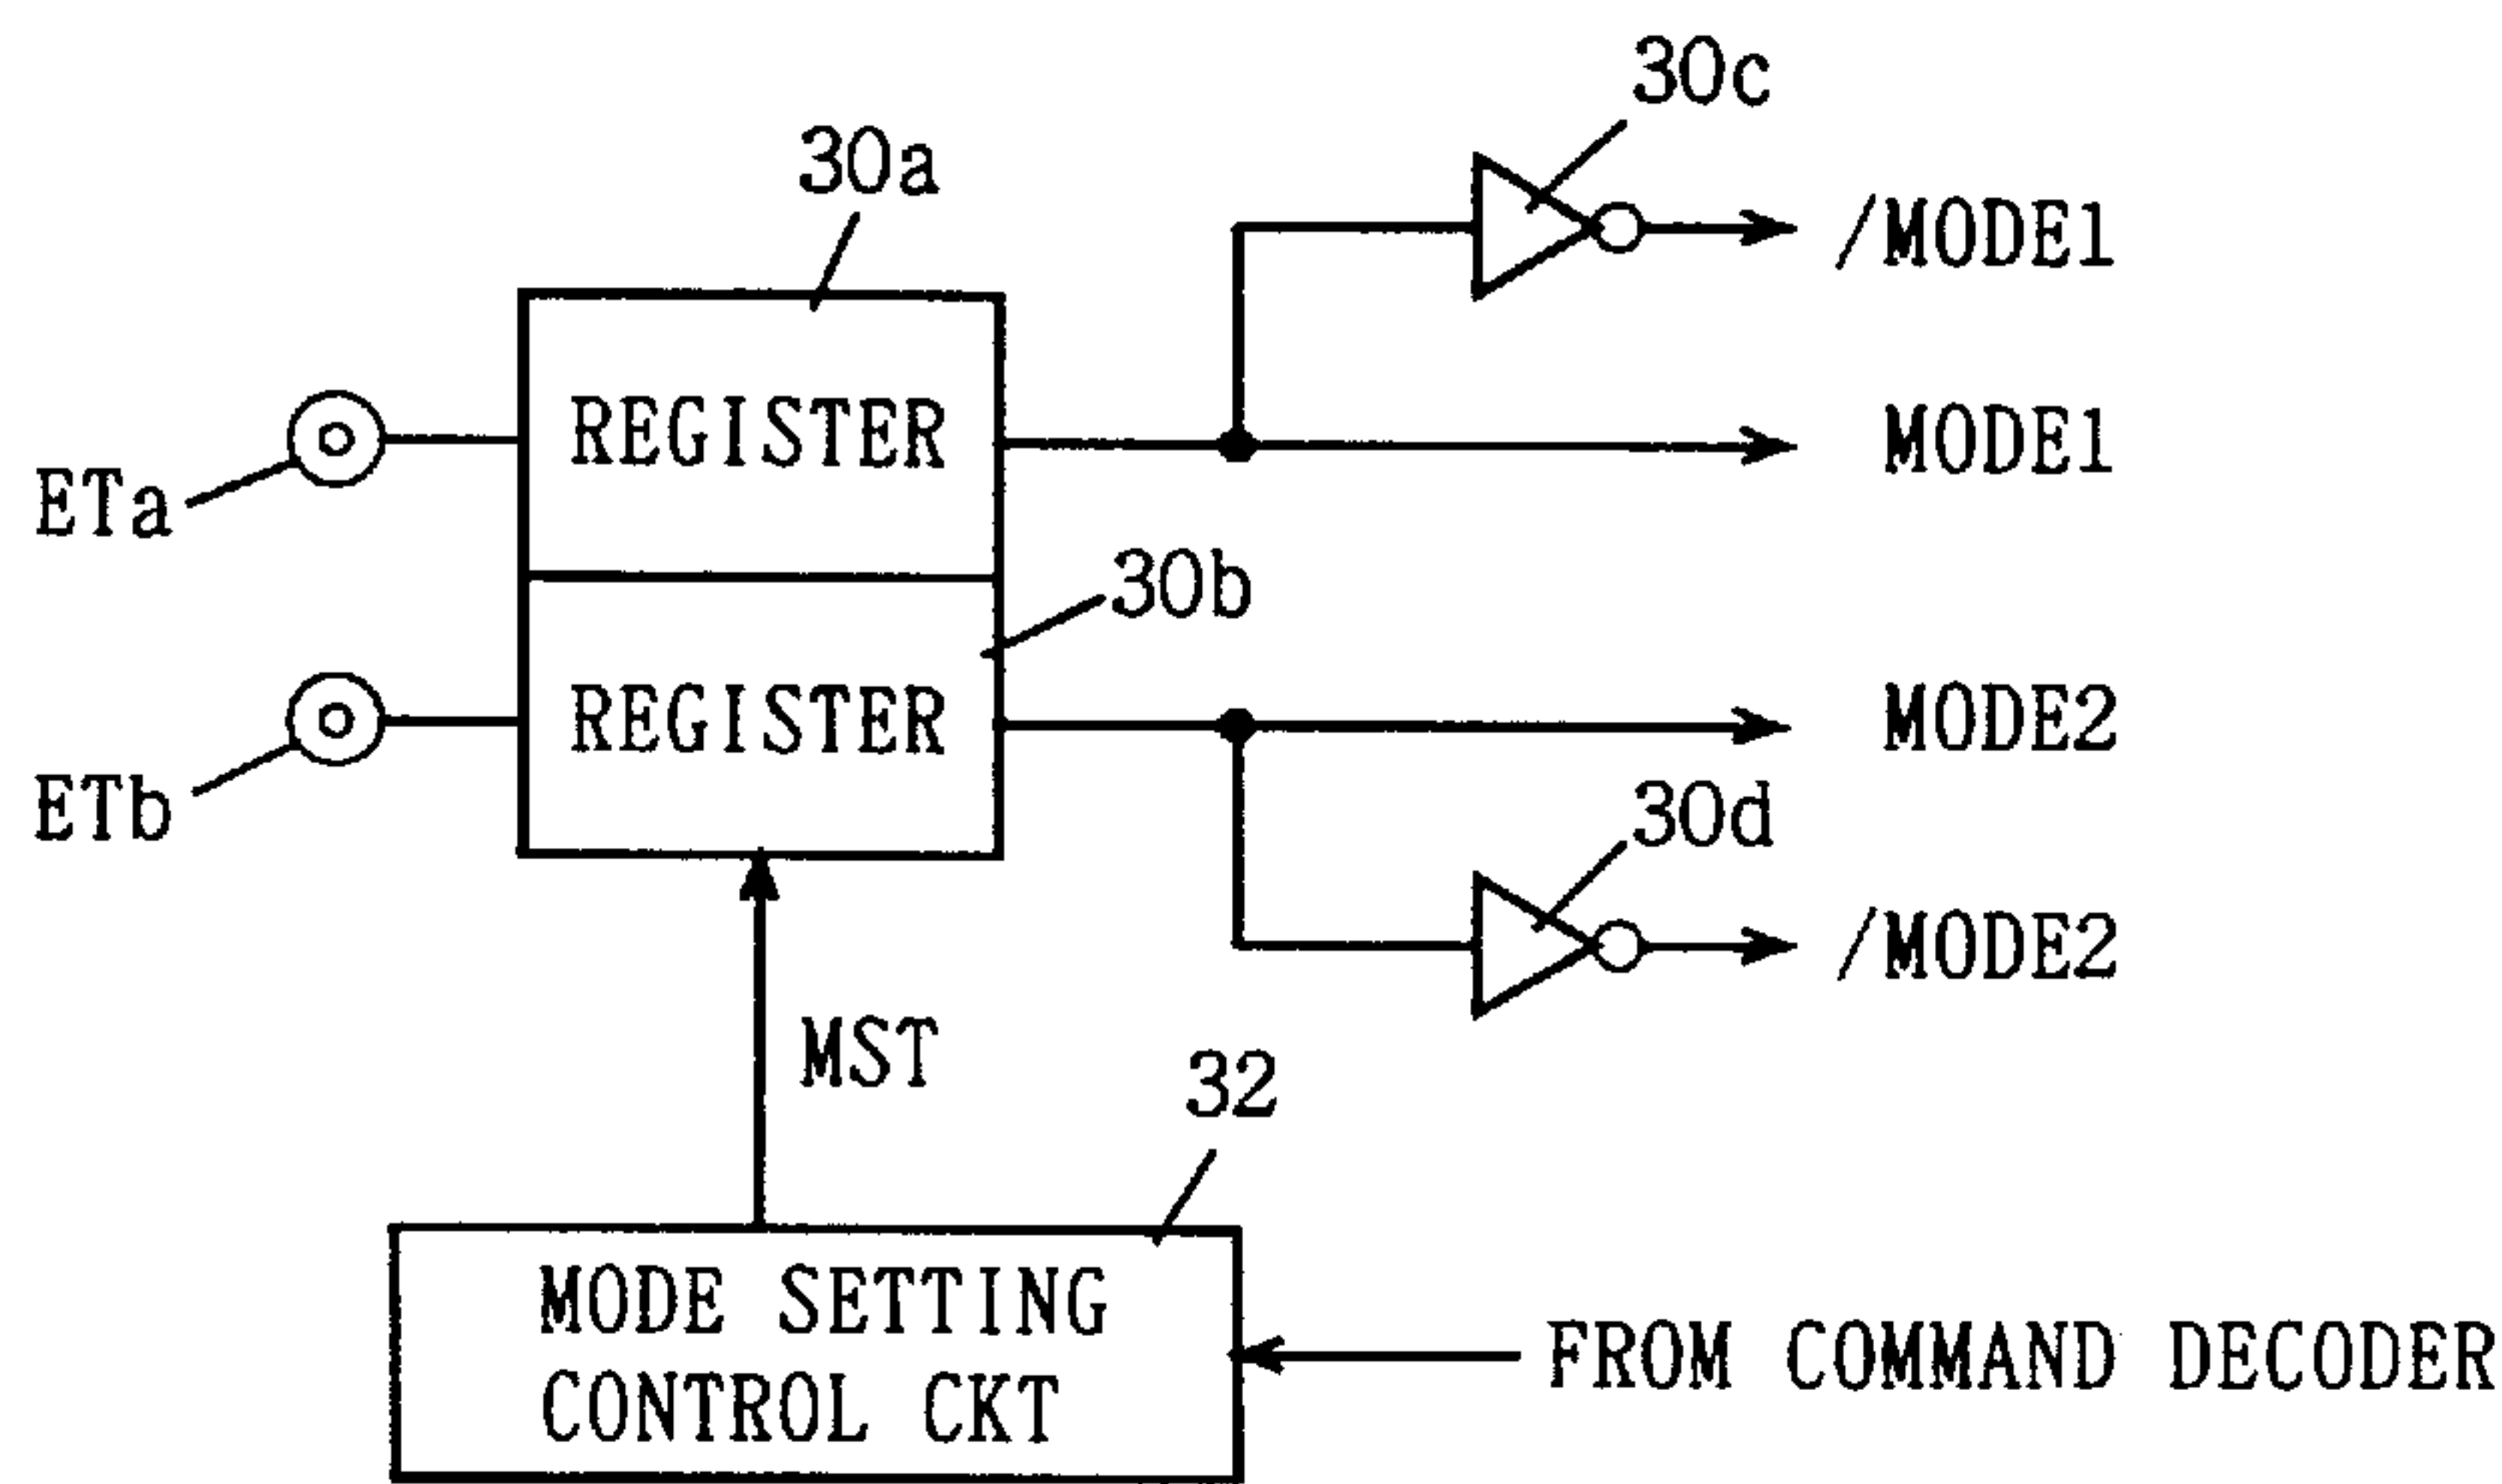 30c
30a
/MODE1
REGISTER
MODE1
ETa
30b
REGISTER
MODE2
ETb
30d
/MODE2
MST
32
MODE SETTING
CONTROL CKT
FROM COMMAND DECODER